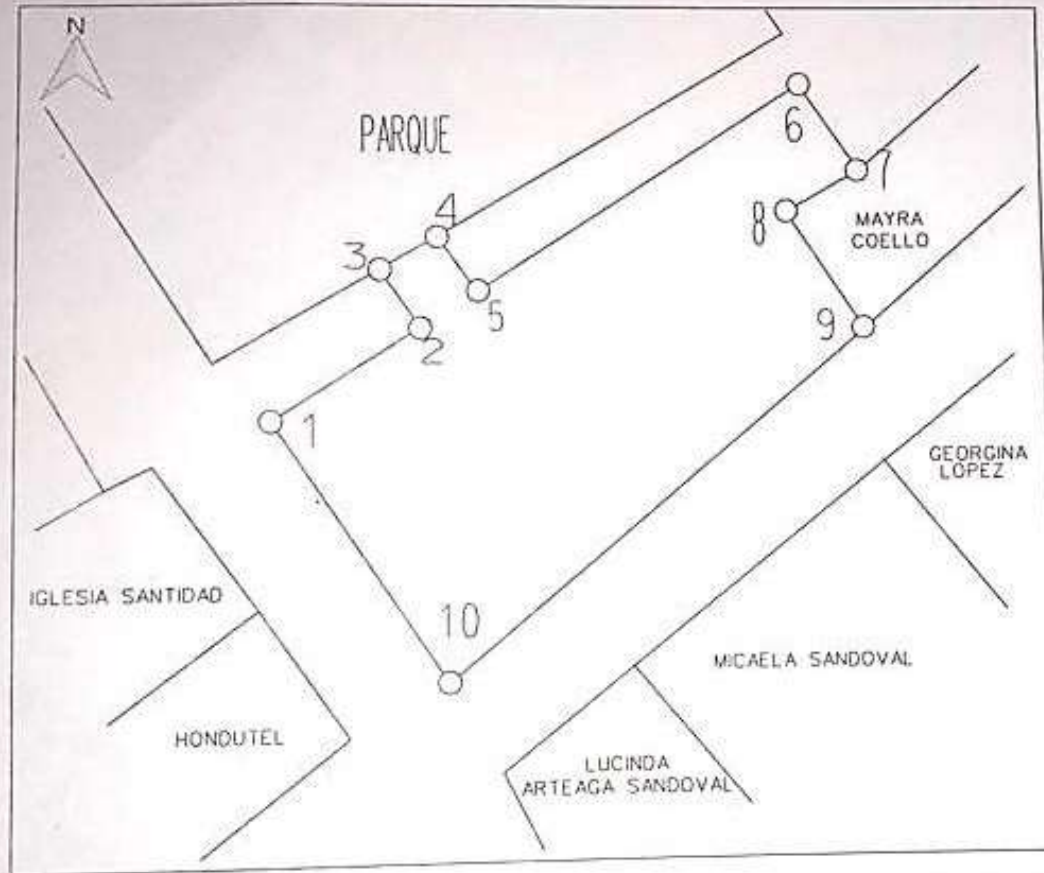 N
PARQUE
6
7
4
8
MAYRA
COELLO
3
5
2
9
1
GEORGINA
LOPEZ
IGLESIA SANTIDAD
10
MICAELA SANDOVAL
HONDUTEL
LUCINDA
ARTEAGA SANDOVAL